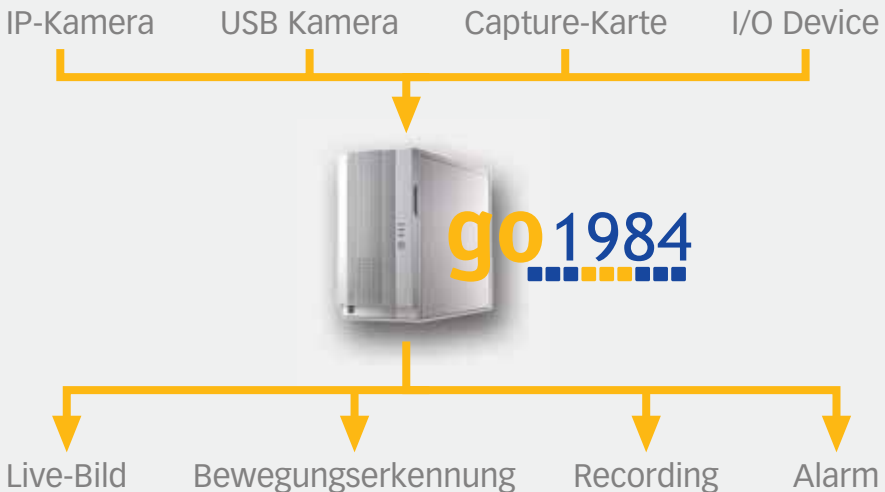 IP-Kamera USB Kamera Capture-Karte I/O Device
go1984
Live-Bild Bewegungserkennung Recording Alarm